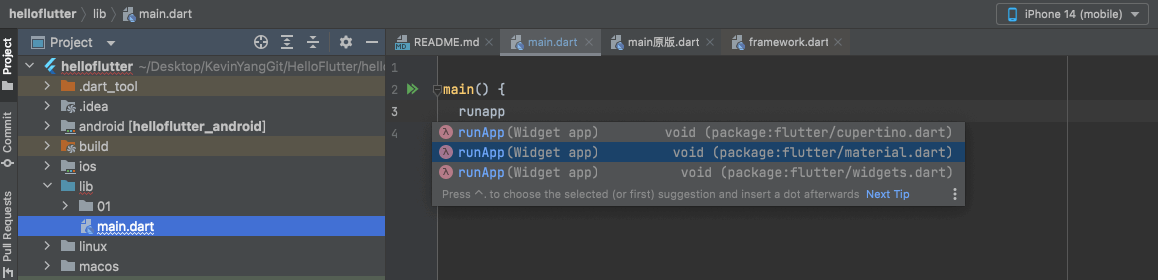 helloflutter lib main.dart
iPhone 14 (mobile)
Project
README.md
main.dart
main原版.dart
framework.dart
Project
Commit
Pull Requests
helloflutter ~/Desktop/KevinYangGit/HelloFlutter/hell
.dart_tool
.idea
android [helloflutter_android]
build
ios
lib
01
main.dart
linux
macos
1
2 main() {
3 runapp
4
runApp(Widget app) void (package:flutter/cupertino.dart)
runApp(Widget app) void (package:flutter/material.dart)
runApp(Widget app) void (package:flutter/widgets.dart)
Press ^. to choose the selected (or first) suggestion and insert a dot afterwards Next Tip